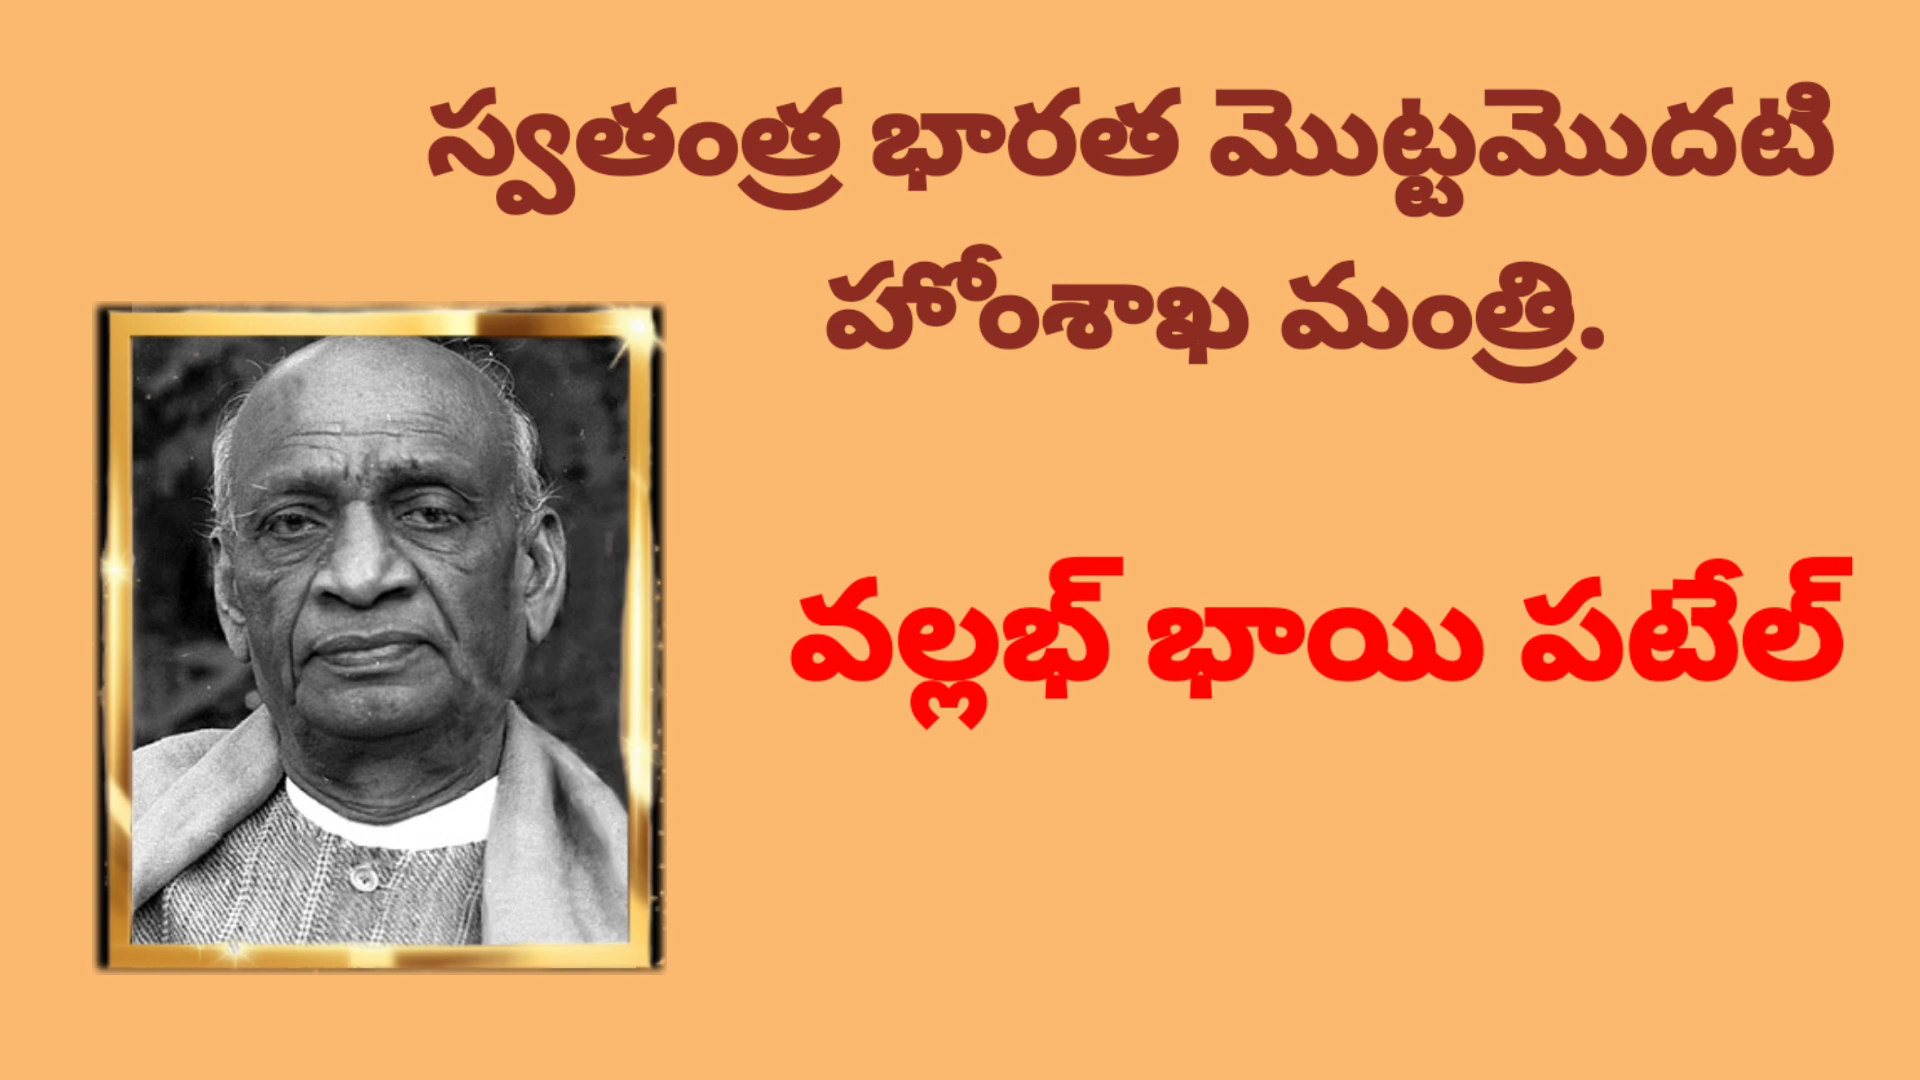 స్వతంత్ర భారత మొట్టమొదటి
హోంశాఖ మంత్రి.
వల్లభ్ భాయి పటేల్